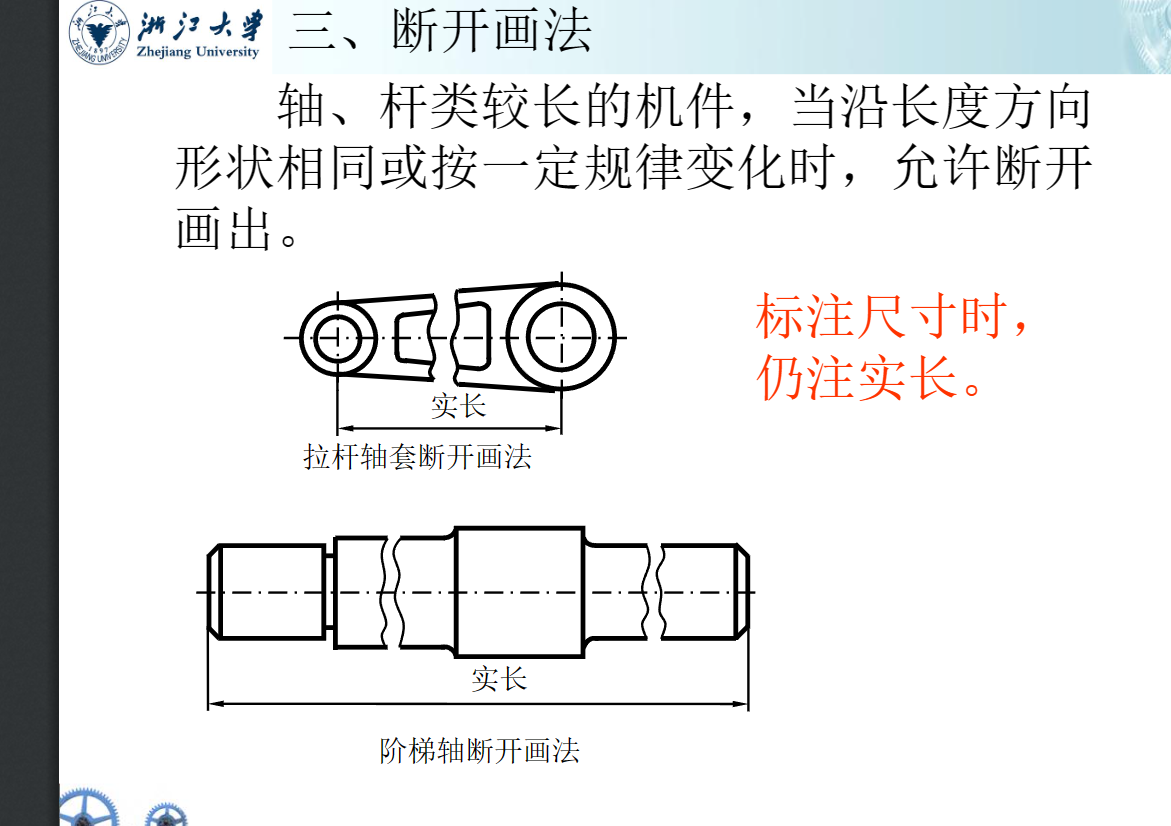 浙江大学
Zhejiang University
三、断开画法
轴、杆类较长的机件，当沿长度方向
形状相同或按一定规律变化时，允许断开
画出。
标注尺寸时，
仍注实长。
实长
拉杆轴套断开画法
实长
阶梯轴断开画法